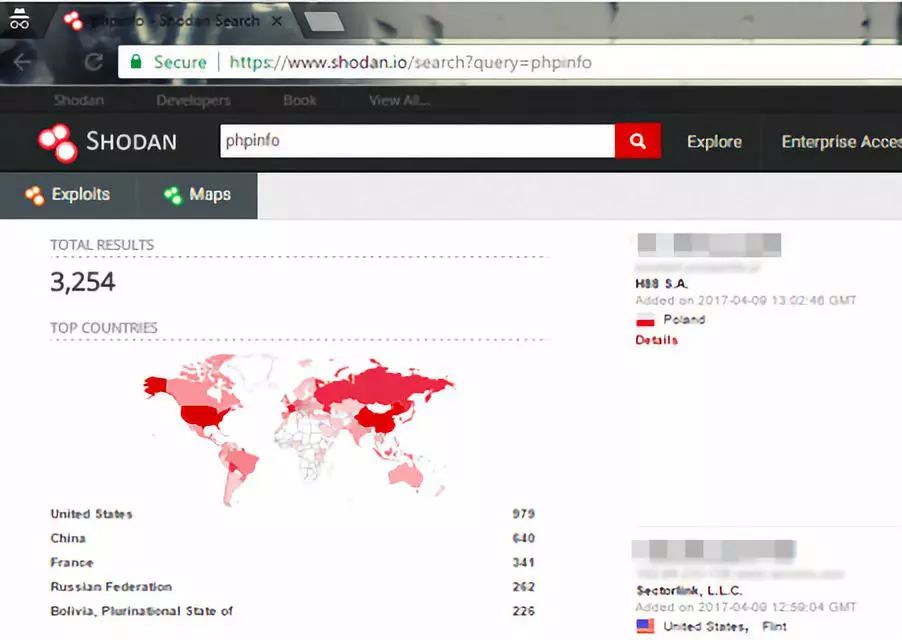 phpinfo - Shodan Search
Secure https://www.shodan.io/search?query=phpinfo
Shodan Developers Book View All...
SHODAN phpinfo Explore Enterprise Acces
Exploits Maps
TOTAL RESULTS
3,254
TOP COUNTRIES
United States 979
China 640
France 341
Russian Federation 262
Bolivia, Plurinational State of 226
H88 S.A.
Added on 2017-04-09 13:02:46 GMT
Poland
Details
Sectorlink, L.L.C.
Added on 2017-04-09 12:59:04 GMT
United States, Flint